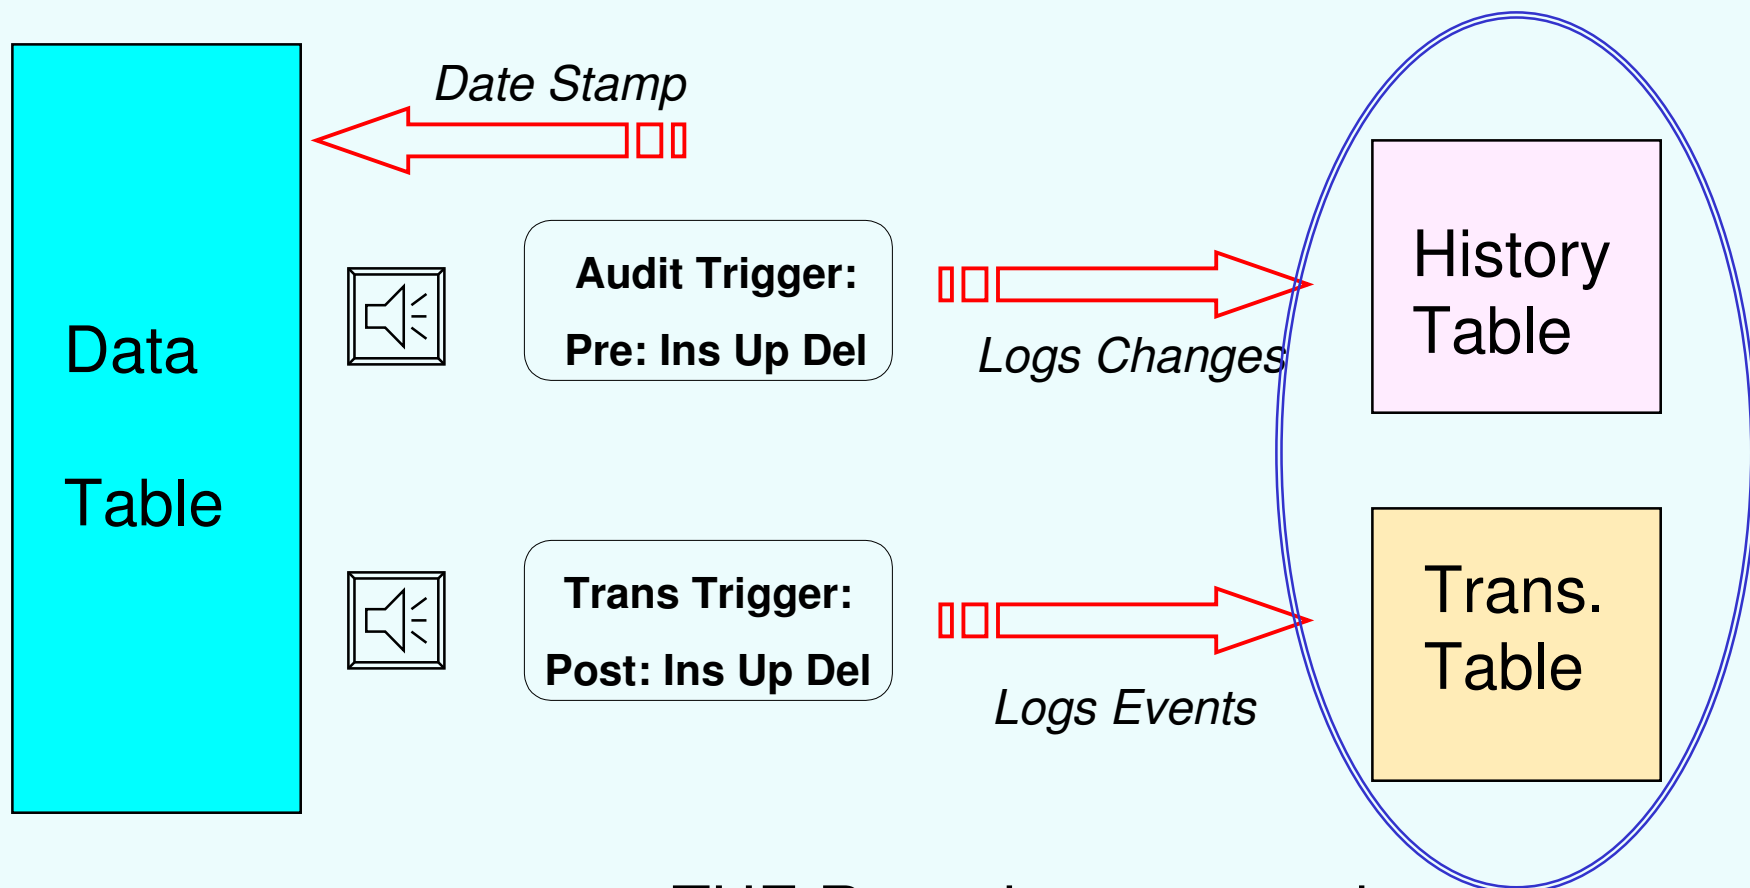 Date Stamp
Data
Table
Audit Trigger:
Pre: Ins Up Del
Logs Changes
History
Table
Trans Trigger:
Post: Ins Up Del
Logs Events
Trans.
Table